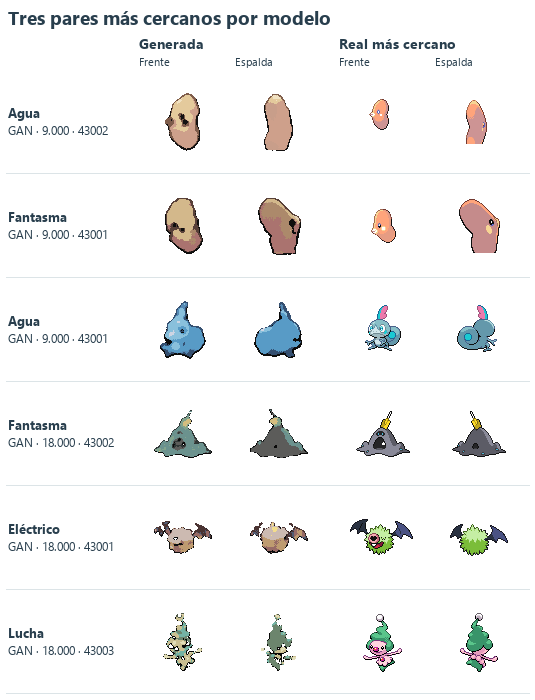 Tres pares más cercanos por modelo
Generada
Real más cercano
Frente
Espalda
Frente
Espalda
Agua
GAN · 9.000 · 43002
Fantasma
GAN · 9.000 · 43001
Agua
GAN · 9.000 · 43001
Fantasma
GAN · 18.000 · 43002
Eléctrico
GAN · 18.000 · 43001
Lucha
GAN · 18.000 · 43003